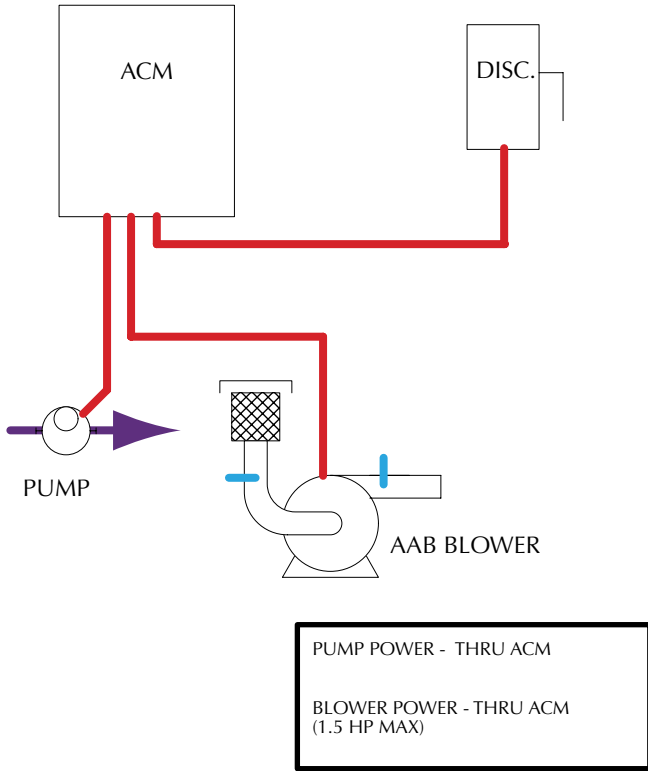 ACM
DISC.
PUMP
AAB BLOWER
PUMP POWER - THRU ACM
BLOWER POWER - THRU ACM
(1.5 HP MAX)